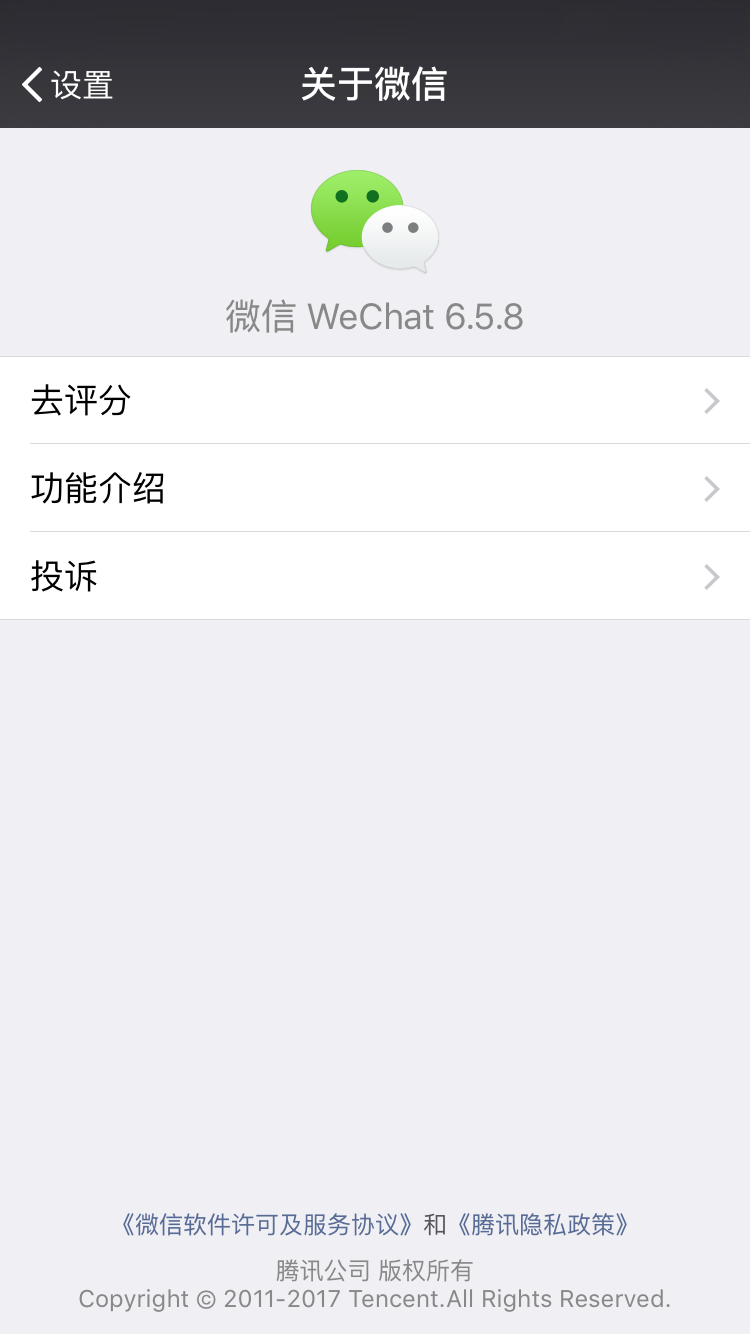 设置
关于微信
微信 WeChat 6.5.8
去评分
功能介绍
投诉
《微信软件许可及服务协议》和《腾讯隐私政策》
腾讯公司 版权所有
Copyright © 2011-2017 Tencent.All Rights Reserved.